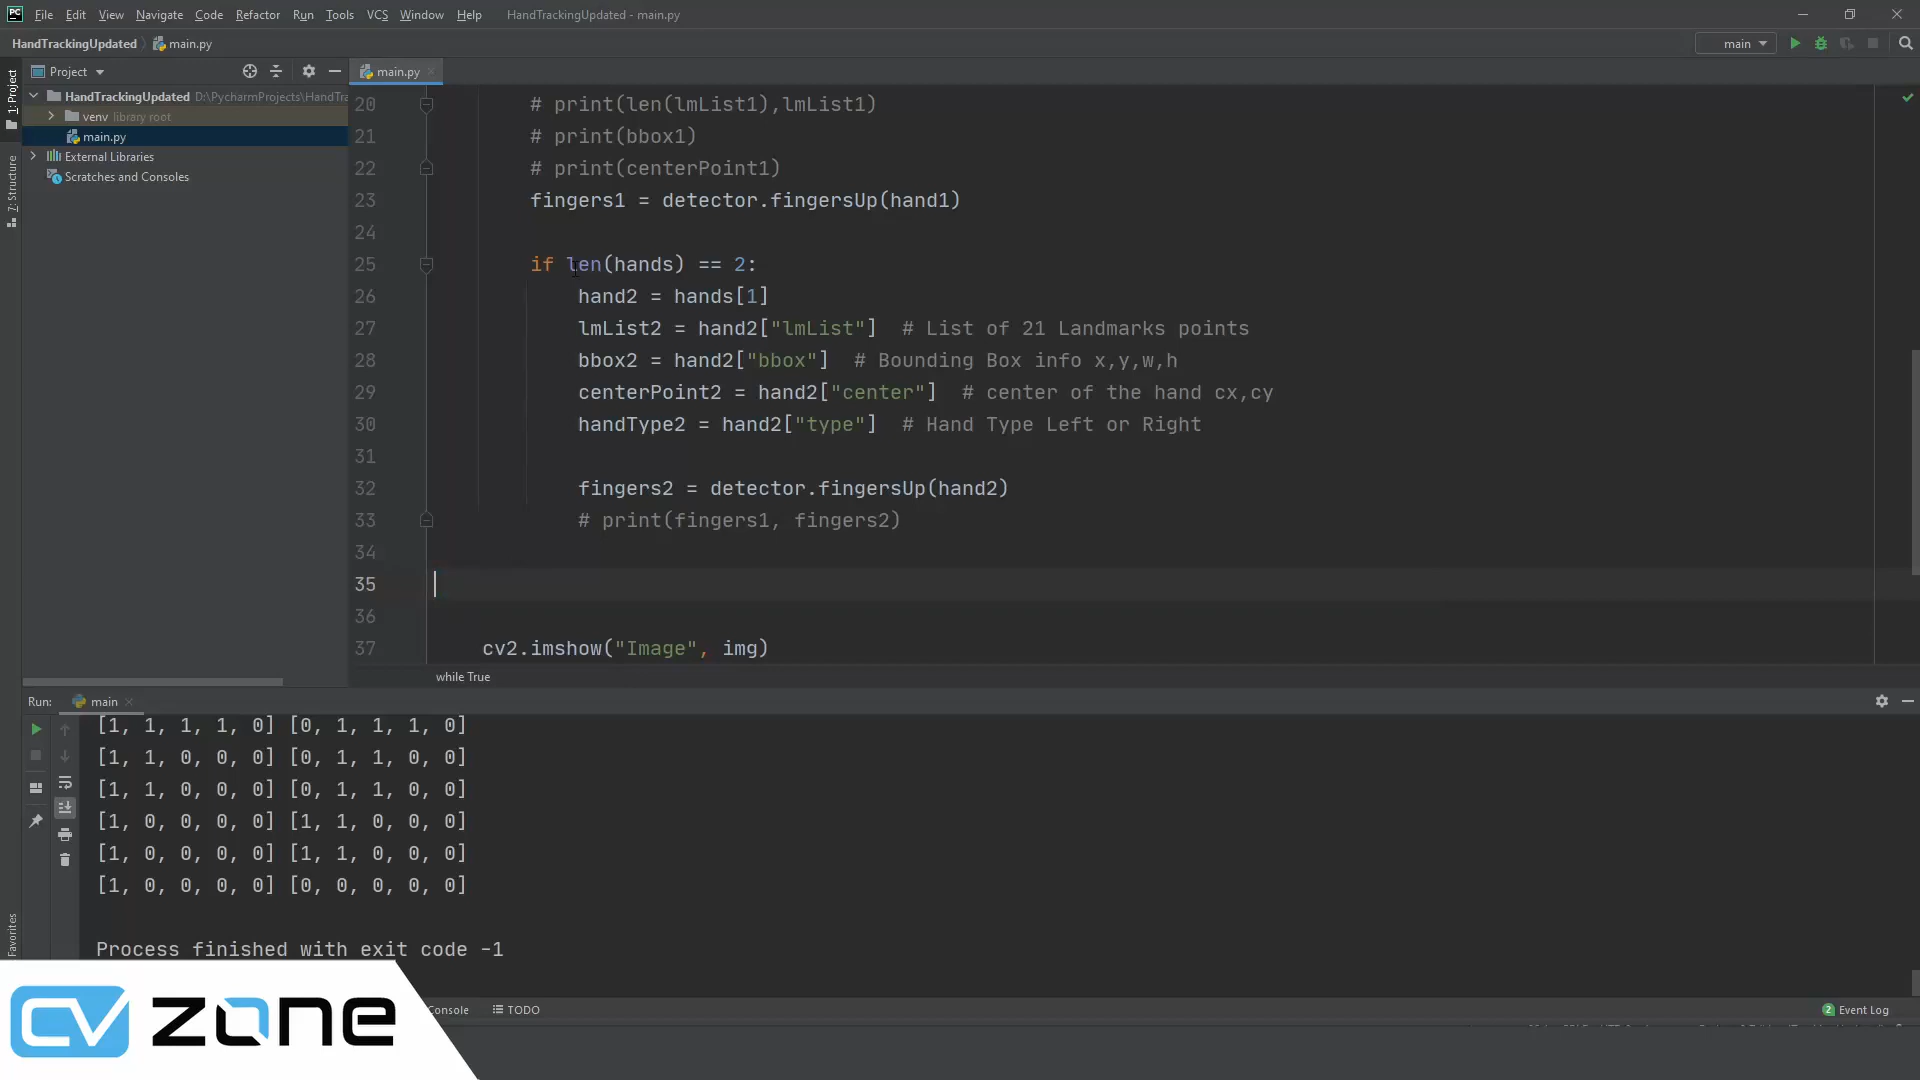 PC File Edit View Navigate Code Refactor Run Tools VCS Window Help HandTrackingUpdated - main.py
HandTrackingUpdated main.py main
1: Project
7: Structure
Favorites
Project
HandTrackingUpdated D:\PycharmProjects\HandTra
venv library root
main.py
External Libraries
Scratches and Consoles
main.py
20 # print(len(lmList1),lmList1)
21 # print(bbox1)
22 # print(centerPoint1)
23 fingers1 = detector.fingersUp(hand1)
24
25 if len(hands) == 2:
26 hand2 = hands[1]
27 lmList2 = hand2["lmList"]  # List of 21 Landmarks points
28 bbox2 = hand2["bbox"]  # Bounding Box info x,y,w,h
29 centerPoint2 = hand2["center"]  # center of the hand cx,cy
30 handType2 = hand2["type"]  # Hand Type Left or Right
31
32 fingers2 = detector.fingersUp(hand2)
33 # print(fingers1, fingers2)
34
35
36
37 cv2.imshow("Image", img)
while True
Run: main
[1, 1, 1, 1, 0] [0, 1, 1, 1, 0]
[1, 1, 0, 0, 0] [0, 1, 1, 0, 0]
[1, 1, 0, 0, 0] [0, 1, 1, 0, 0]
[1, 0, 0, 0, 0] [1, 1, 0, 0, 0]
[1, 0, 0, 0, 0] [1, 1, 0, 0, 0]
[1, 0, 0, 0, 0] [0, 0, 0, 0, 0]
Process finished with exit code -1
Console TODO 2 Event Log
CV zone